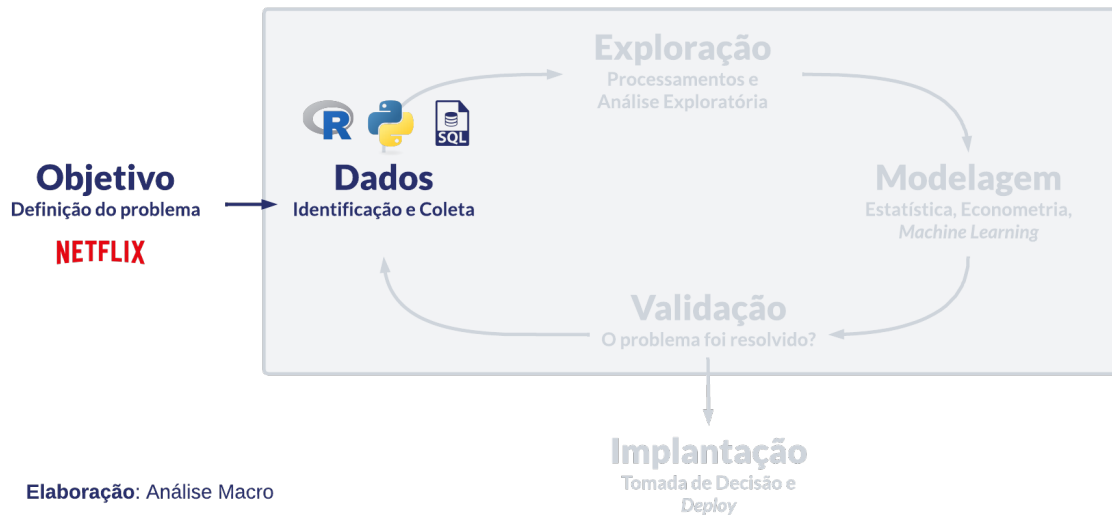 Objetivo
Definição do problema
NETFLIX
R
SQL
Dados
Identificação e Coleta
Exploração
Processamentos e
Análise Exploratória
Modelagem
Estatística, Econometria,
Machine Learning
Validação
O problema foi resolvido?
Implantação
Tomada de Decisão e
Deploy
Elaboração: Análise Macro